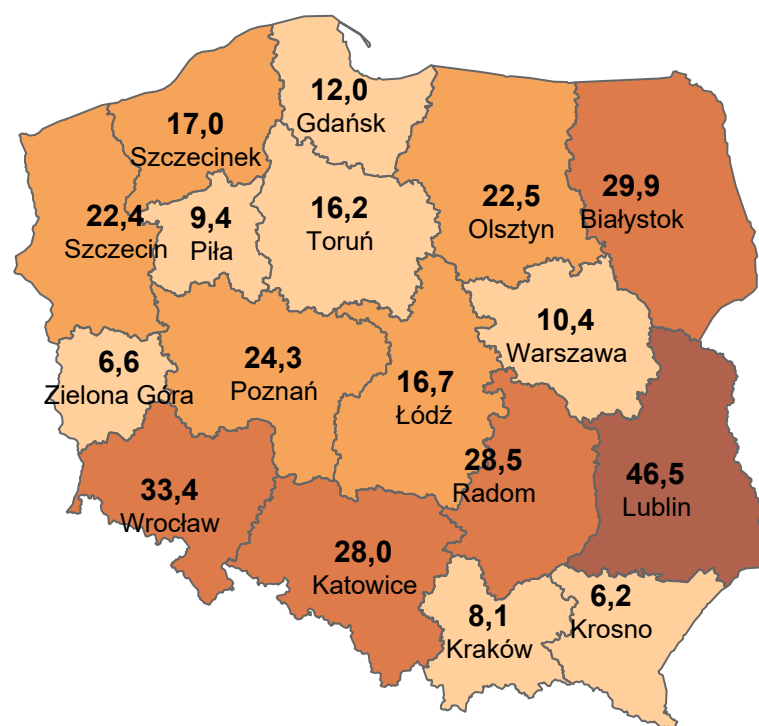 12,0
Gdańsk
17,0
Szczecinek
29,9
Białystok
22,5
Olsztyn
16,2
Toruń
22,4
Szczecin
9,4
Piła
10,4
Warszawa
6,6
Zielona Góra
24,3
Poznań
16,7
Łódź
28,5
Radom
46,5
Lublin
33,4
Wrocław
28,0
Katowice
8,1
Kraków
6,2
Krosno